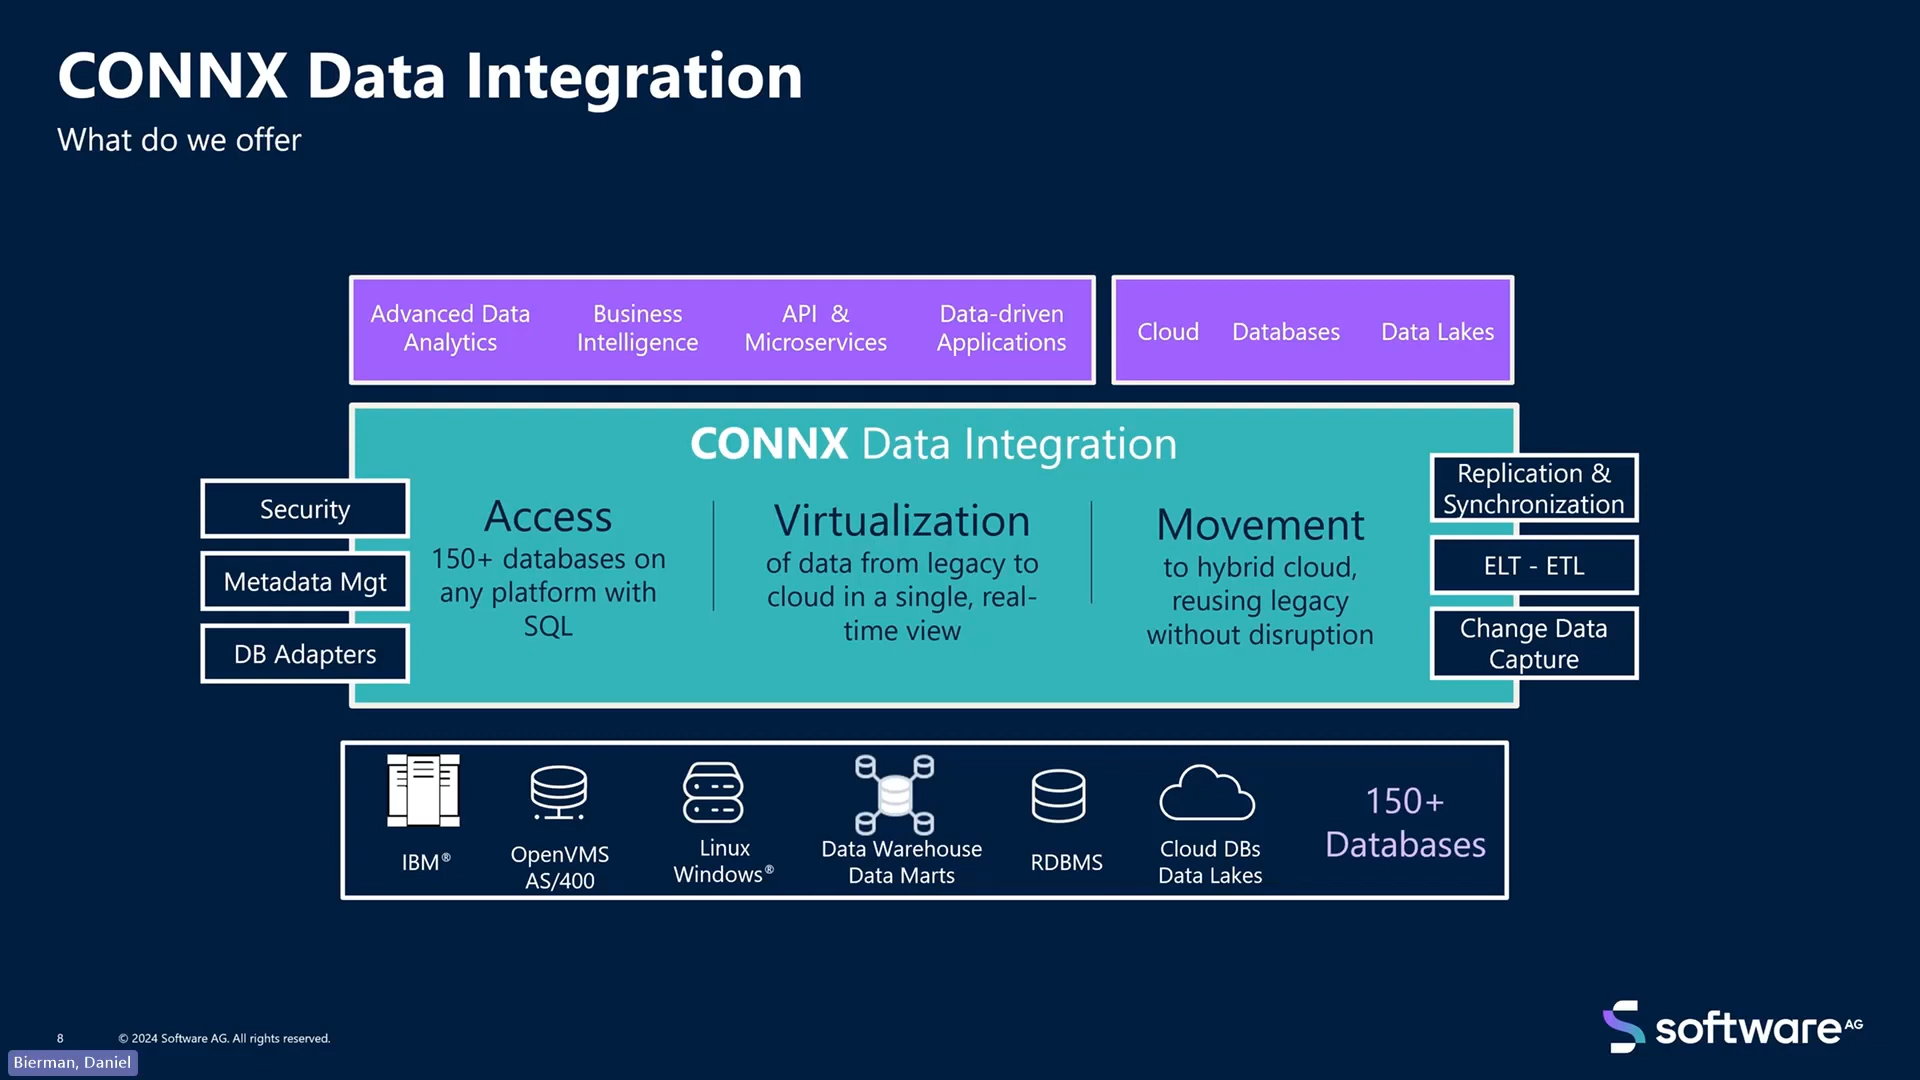 CONNX Data Integration
What do we offer
Advanced Data
Analytics
Business
Intelligence
API &
Microservices
Data-driven
Applications
Cloud
Databases
Data Lakes
CONNX Data Integration
Security
Metadata Mgt
DB Adapters
Access
150+ databases on
any platform with
SQL
Virtualization
of data from legacy to
cloud in a single, real-
time view
Movement
to hybrid cloud,
reusing legacy
without disruption
Replication &
Synchronization
ELT - ETL
Change Data
Capture
IBM®
OpenVMS
AS/400
Linux
Windows®
Data Warehouse
Data Marts
RDBMS
Cloud DBs
Data Lakes
150+
Databases
8
© 2024 Software AG. All rights reserved.
Bierman, Daniel
software AG